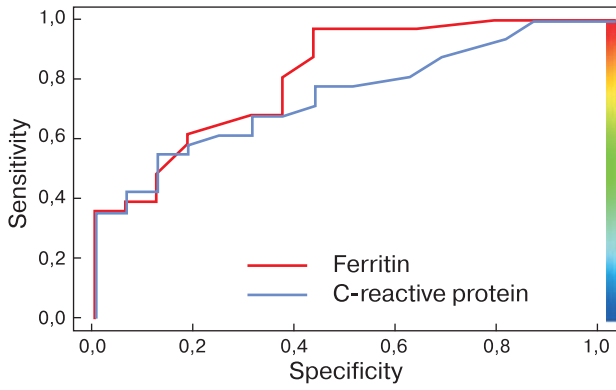 1,0
0,8
0,6
0,4
0,2
0,0
Sensitivity
Ferritin
C-reactive protein
0,0 0,2 0,4 0,6 0,8 1,0
Specificity